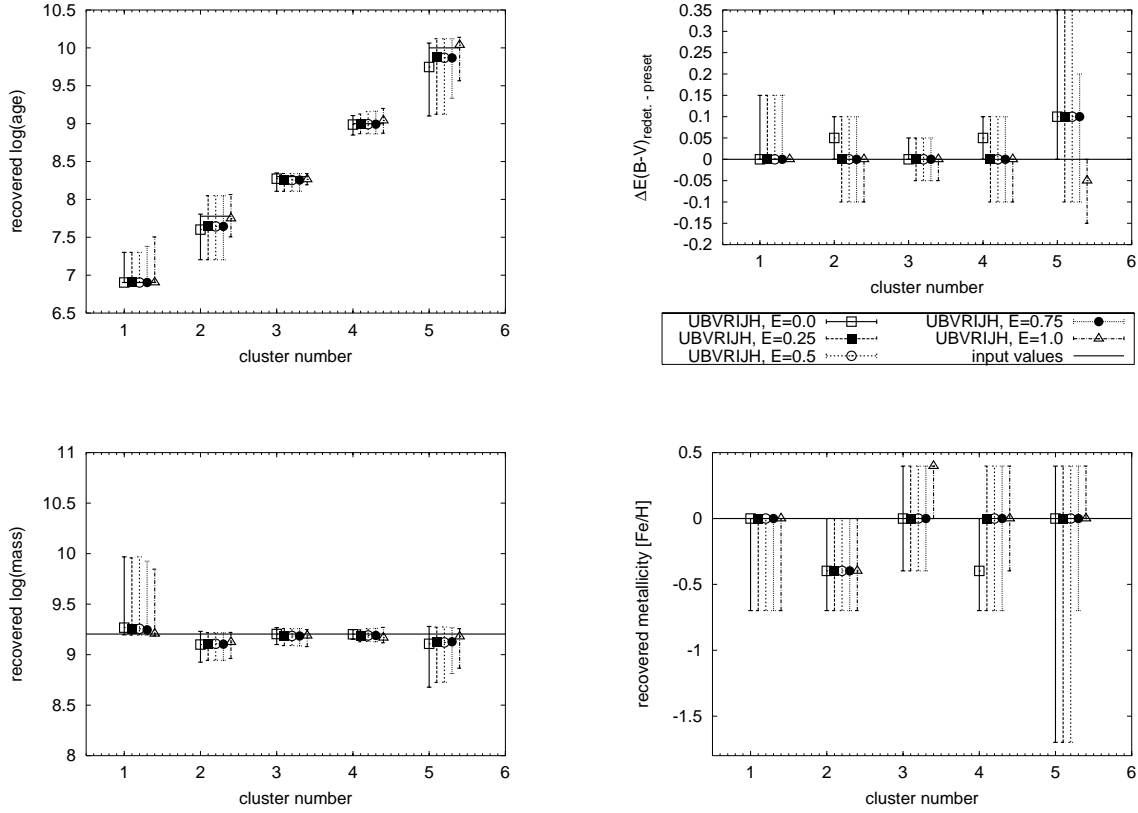 10.5
10
9.5
9
8.5
8
7.5
7
6.5
1 2 3 4 5 6
recovered log(age)
cluster number
0.35
0.3
0.25
0.2
0.15
0.1
0.05
0
-0.05
-0.1
-0.15
-0.2
1 2 3 4 5 6
ΔE(B-V)redet. - preset
cluster number
UBVRIJH, E=0.0
UBVRIJH, E=0.25
UBVRIJH, E=0.5
UBVRIJH, E=0.75
UBVRIJH, E=1.0
input values
11
10.5
10
9.5
9
8.5
8
1 2 3 4 5 6
recovered log(mass)
cluster number
0.5
0
-0.5
-1
-1.5
1 2 3 4 5 6
recovered metallicity [Fe/H]
cluster number